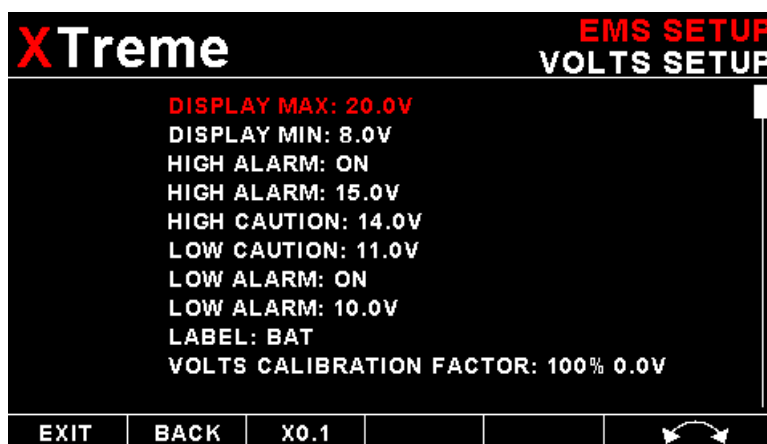 XTreme
EMS SETUP
VOLTS SETUP
DISPLAY MAX: 20.0V
DISPLAY MIN: 8.0V
HIGH ALARM: ON
HIGH ALARM: 15.0V
HIGH CAUTION: 14.0V
LOW CAUTION: 11.0V
LOW ALARM: ON
LOW ALARM: 10.0V
LABEL: BAT
VOLTS CALIBRATION FACTOR: 100% 0.0V
EXIT BACK X0.1